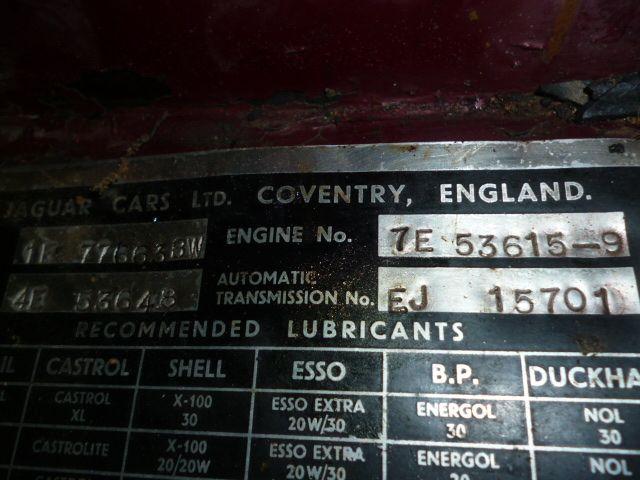 JAGUAR CARS LTD. COVENTRY, ENGLAND.
1E 77663BW ENGINE No. 7E 53615-9
4E 53648 AUTOMATIC TRANSMISSION No. EJ 15701
RECOMMENDED LUBRICANTS
CASTROL SHELL ESSO B.P. DUCKHA
CASTROL XL X-100 30 ESSO EXTRA 20W/30 ENERGOL 30 NOL 30
CASTROLITE X-100 20/20W ESSO EXTRA 20W/30 ENERGOL 20 NOL